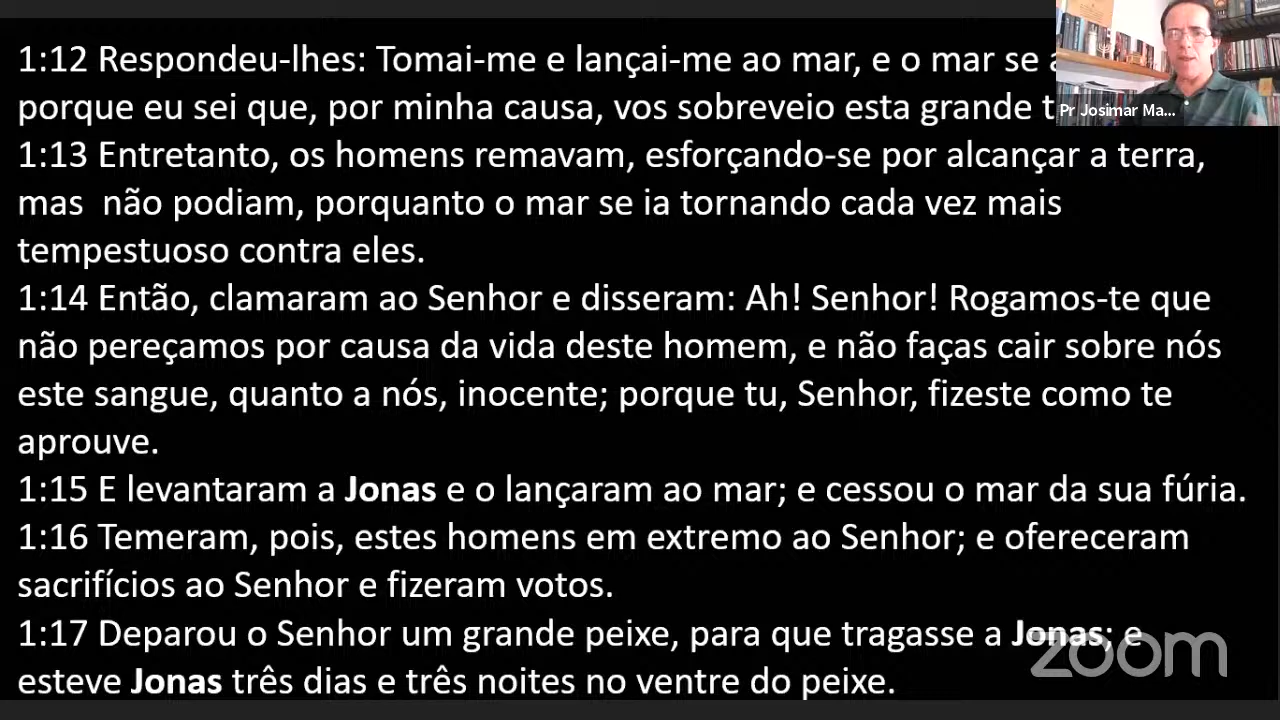 1:12 Respondeu-lhes: Tomai-me e lançai-me ao mar, e o mar se
porque eu sei que, por minha causa, vos sobreveio esta grande
Pr Josimar Ma...
1:13 Entretanto, os homens remavam, esforçando-se por alcançar a terra,
mas não podiam, porquanto o mar se ia tornando cada vez mais
tempestuoso contra eles.
1:14 Então, clamaram ao Senhor e disseram: Ah! Senhor! Rogamos-te que
não pereçamos por causa da vida deste homem, e não faças cair sobre nós
este sangue, quanto a nós, inocente; porque tu, Senhor, fizeste como te
aprouve.
1:15 E levantaram a Jonas e o lançaram ao mar; e cessou o mar da sua fúria.
1:16 Temeram, pois, estes homens em extremo ao Senhor; e ofereceram
sacrifícios ao Senhor e fizeram votos.
1:17 Deparou o Senhor um grande peixe, para que tragasse a Jonas; e
esteve Jonas três dias e três noites no ventre do peixe.
zoom